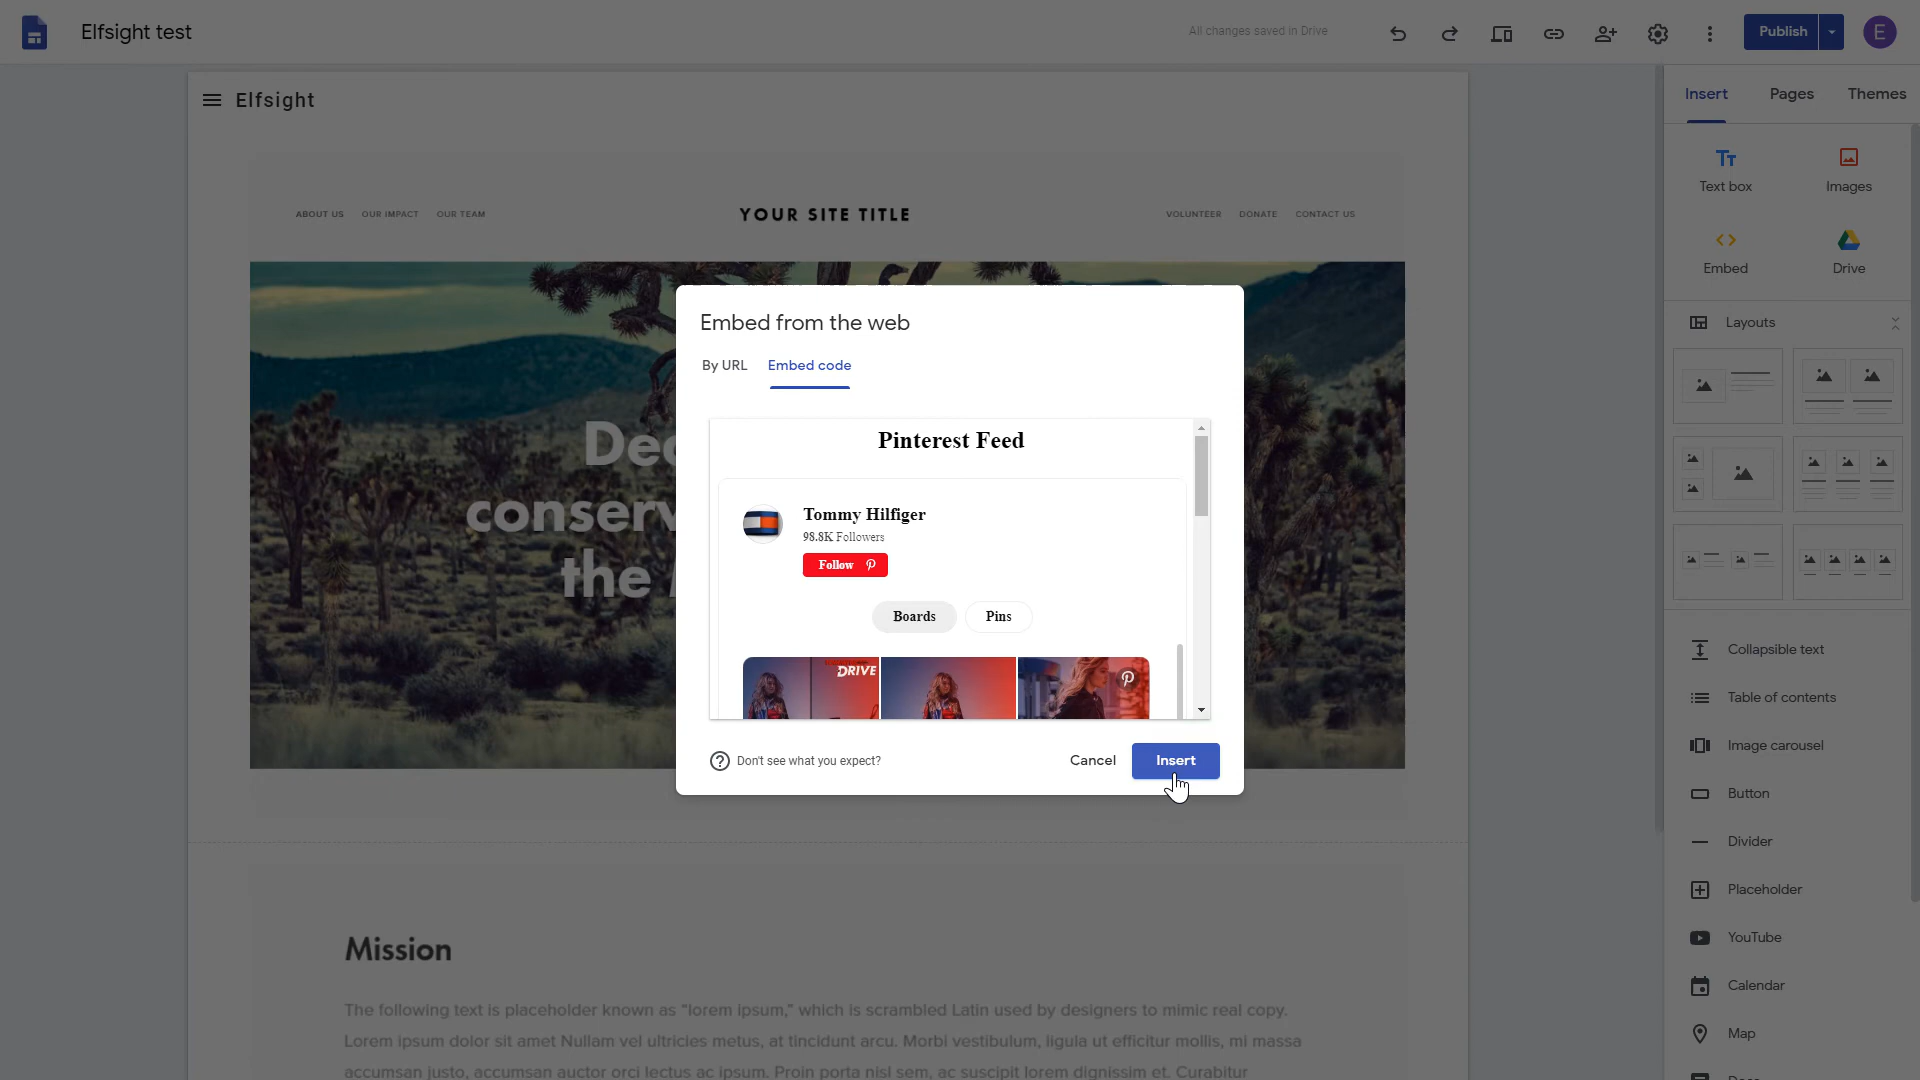 Elfsight test
All changes saved in Drive
Publish
E
Elfsight
Insert
Pages
Themes
Text box
Images
Embed
Drive
ABOUT US
OUR IMPACT
OUR TEAM
YOUR SITE TITLE
VOLUNTEER
DONATE
CONTACT US
Layouts
Embed from the web
By URL
Embed code
Pinterest Feed
Tommy Hilfiger
98.8K Followers
Follow
Boards
Pins
DRIVE
Don't see what you expect?
Cancel
Insert
conserv
the
Collapsible text
Table of contents
Image carousel
Button
Divider
Placeholder
YouTube
Calendar
Map
Mission
The following text is placeholder known as “lorem ipsum,” which is scrambled Latin used by designers to mimic real copy.
Lorem ipsum dolor sit amet Nullam vel ultricies metus, at tincidunt arcu. Morbi vestibulum, ligula ut efficitur mollis, mi massa
accumsan justo, accumsan auctor orci lectus ac ipsum. Proin porta nisl sem, ac suscipit lorem dignissim et. Curabitur